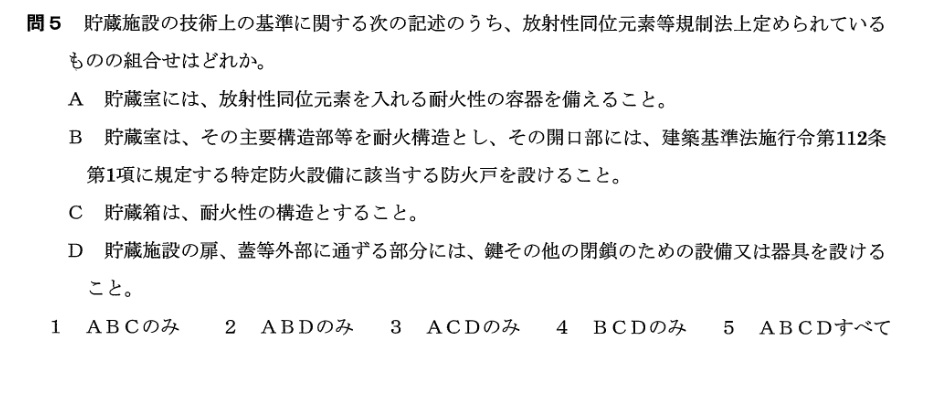 問5　貯蔵施設の技術上の基準に関する次の記述のうち、放射性同位元素等規制法上定められている
ものの組合せはどれか。
A　貯蔵室には、放射性同位元素を入れる耐火性の容器を備えること。
B　貯蔵室は、その主要構造部等を耐火構造とし、その開口部には、建築基準法施行令第112条
第1項に規定する特定防火設備に該当する防火戸を設けること。
C　貯蔵箱は、耐火性の構造とすること。
D　貯蔵施設の扉、蓋等外部に通ずる部分には、鍵その他の閉鎖のための設備又は器具を設ける
こと。
1　ABCのみ　2　ABDのみ　3　ACDのみ　4　BCDのみ　5　ABCDすべて